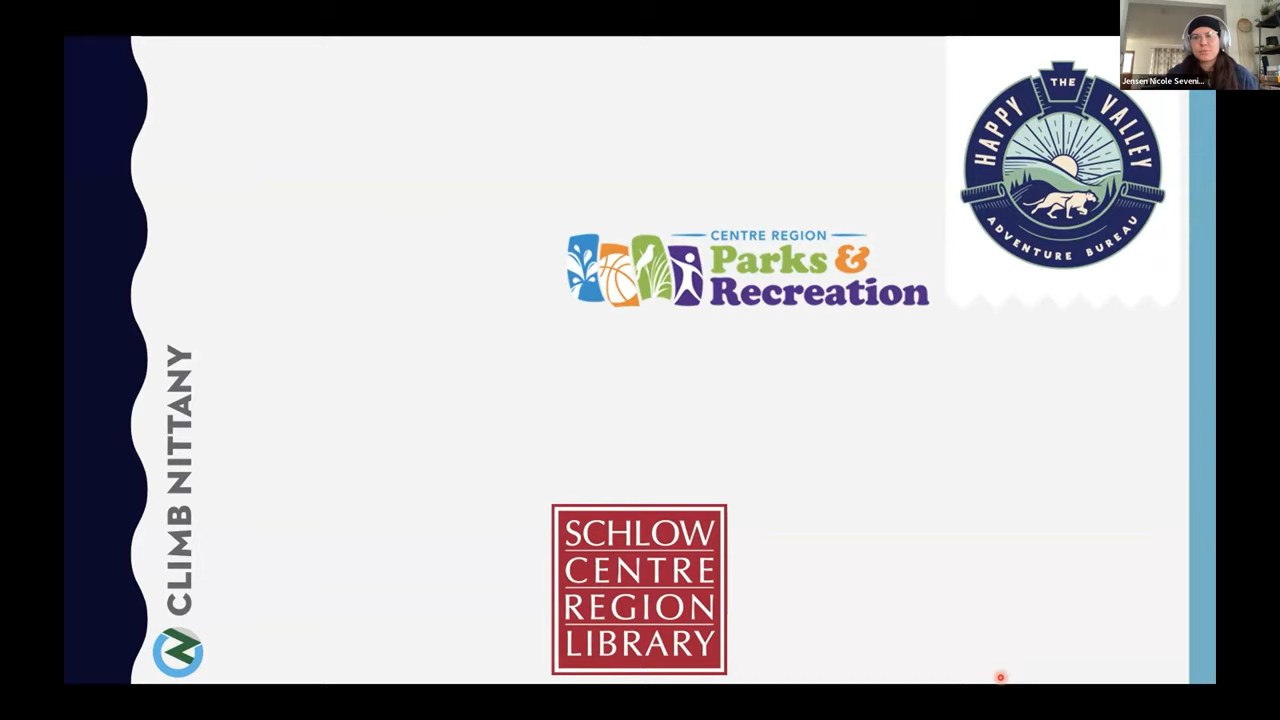 Jensen Nicole Seveni...
THE
HAPPY VALLEY
ADVENTURE BUREAU
CENTRE REGION
Parks &
Recreation
CLIMB NITTANY
SCHLOW
CENTRE
REGION
LIBRARY